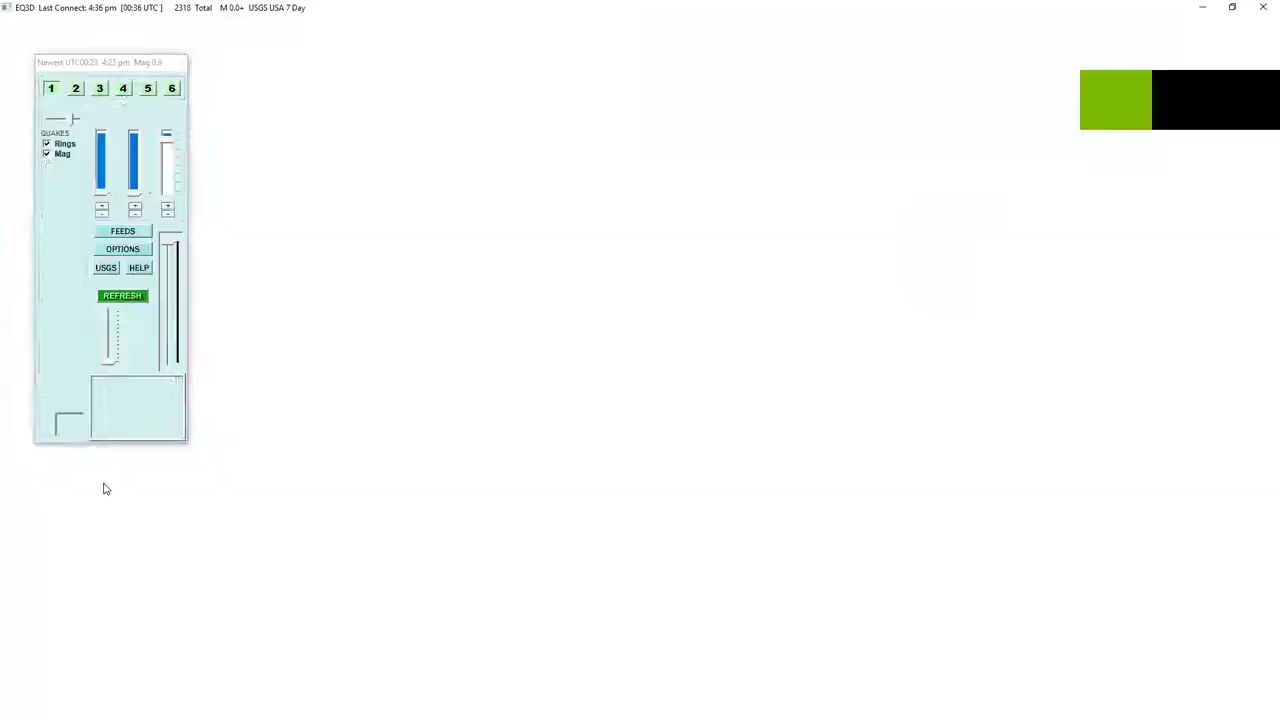 EQ3D Last Connect: 4:36 pm [00:36 UTC ] 2318 Total M 0.0+ USGS USA 7 Day
Newest UTC00:23 4:23 pm Mag 0.9
1 2 3 4 5 6
QUAKES
Rings
Mag
+ + +
- - -
FEEDS
OPTIONS
USGS HELP
REFRESH